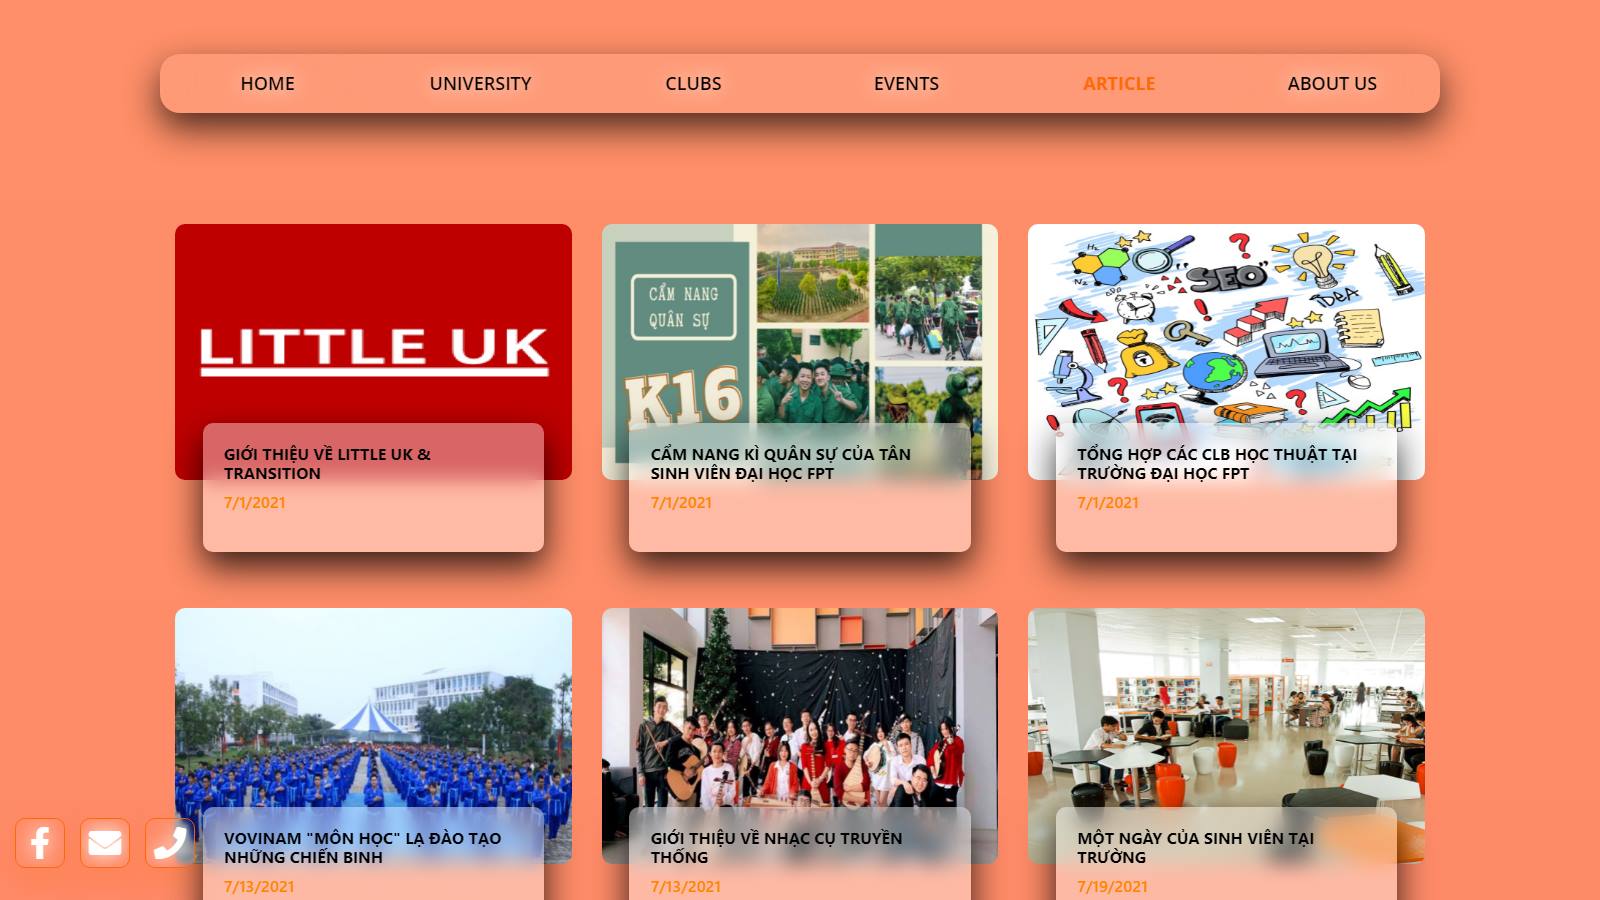 HOME
UNIVERSITY
CLUBS
EVENTS
ARTICLE
ABOUT US
LITTLE UK
GIỚI THIỆU VỀ LITTLE UK &
TRANSITION
7/1/2021
CẨM NANG
QUÂN SỰ
K16
CẨM NANG KÌ QUÂN SỰ CỦA TÂN
SINH VIÊN ĐẠI HỌC FPT
7/1/2021
H₂
N₂
"SEO"
iDEA
TỔNG HỢP CÁC CLB HỌC THUẬT TẠI
TRƯỜNG ĐẠI HỌC FPT
7/1/2021
VOVINAM "MÔN HỌC" LẠ ĐÀO TẠO
NHỮNG CHIẾN BINH
7/13/2021
GIỚI THIỆU VỀ NHẠC CỤ TRUYỀN
THỐNG
7/13/2021
MỘT NGÀY CỦA SINH VIÊN TẠI
TRƯỜNG
7/19/2021